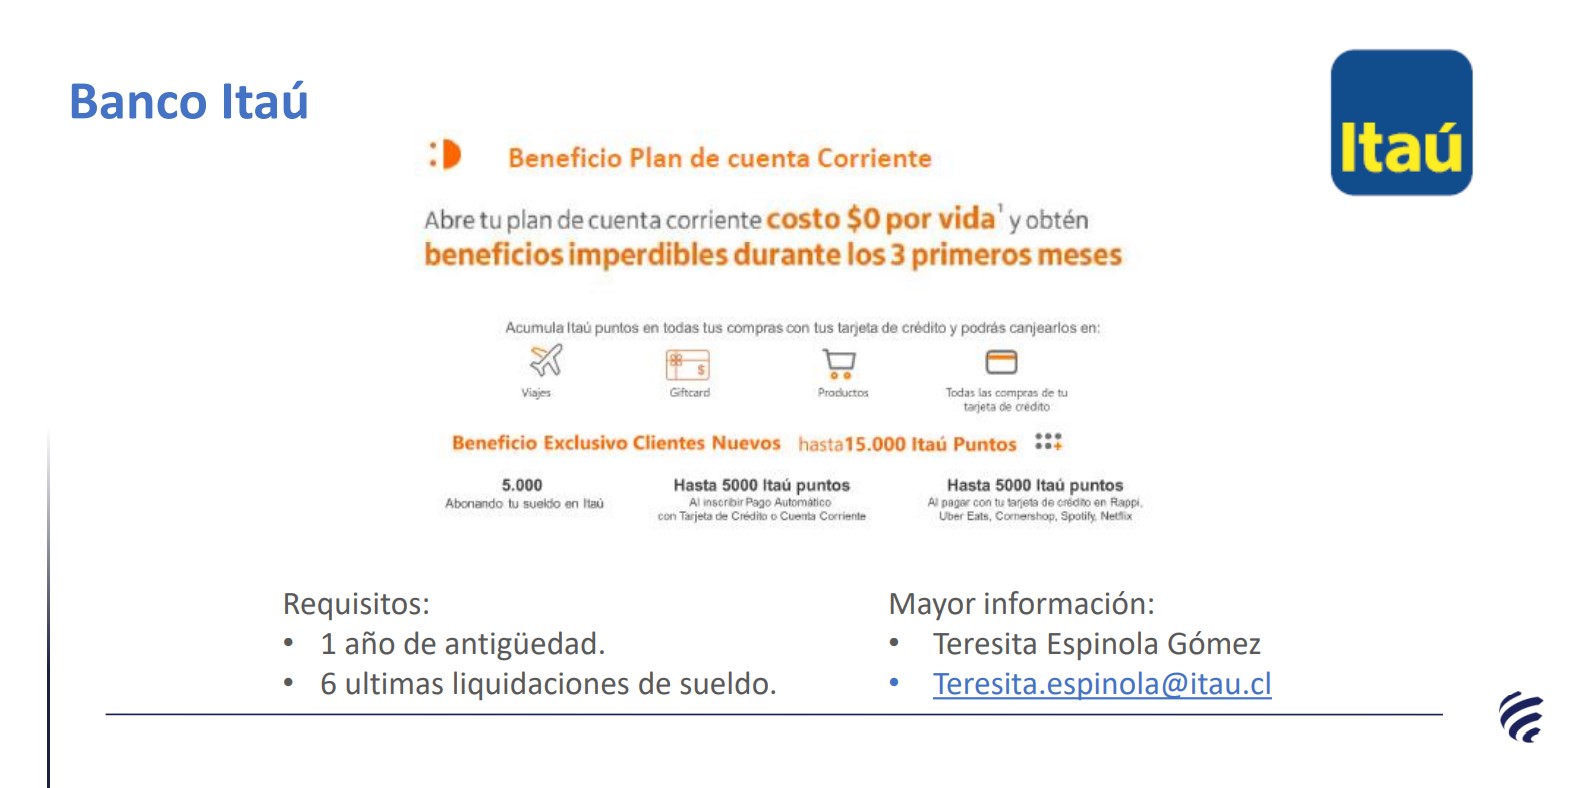 Banco Itaú
Itaú
Beneficio Plan de cuenta Corriente
Abre tu plan de cuenta corriente costo $0 por vida¹ y obtén
beneficios imperdibles durante los 3 primeros meses
Acumula Itaú puntos en todas tus compras con tus tarjeta de crédito y podrás canjearlos en:
Viajes
Giftcard
Productos
Todas las compras de tu
tarjeta de crédito
Beneficio Exclusivo Clientes Nuevos hasta 15.000 Itaú Puntos
5.000
Abonando tu sueldo en Itaú
Hasta 5000 Itaú puntos
Al inscribir Pago Automático
con Tarjeta de Crédito o Cuenta Corriente
Hasta 5000 Itaú puntos
Al pagar con tu tarjeta de crédito en Rappi,
Uber Eats, Cornershop, Spotify, Netflix
Requisitos:
• 1 año de antigüedad.
• 6 ultimas liquidaciones de sueldo.
Mayor información:
• Teresita Espinola Gómez
• Teresita.espinola@itau.cl